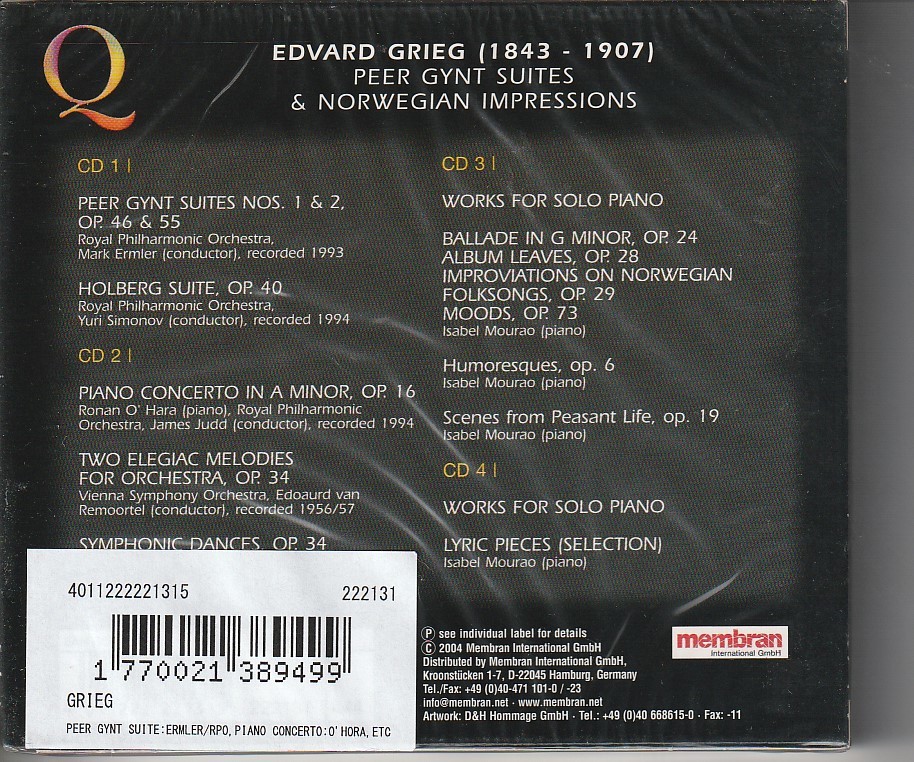 Q
EDVARD GRIEG (1843 - 1907)
PEER GYNT SUITES
& NORWEGIAN IMPRESSIONS
CD 1 |
PEER GYNT SUITES NOS. 1 & 2,
OP. 46 & 55
Royal Philharmonic Orchestra,
Mark Ermler (conductor), recorded 1993
HOLBERG SUITE, OP. 40
Royal Philharmonic Orchestra,
Yuri Simonov (conductor), recorded 1994
CD 2 |
PIANO CONCERTO IN A MINOR, OP. 16
Ronan O' Hara (piano), Royal Philharmonic
Orchestra, James Judd (conductor), recorded 1994
TWO ELEGIAC MELODIES
FOR ORCHESTRA, OP. 34
Vienna Symphony Orchestra, Edoaurd van
Remoortel (conductor), recorded 1956/57
SYMPHONIC DANCES, OP. 34
CD 3 |
WORKS FOR SOLO PIANO
BALLADE IN G MINOR, OP. 24
ALBUM LEAVES, OP. 28
IMPROVIATIONS ON NORWEGIAN
FOLKSONGS, OP. 29
MOODS, OP. 73
Isabel Mourao (piano)
Humoresques, op. 6
Isabel Mourao (piano)
Scenes from Peasant Life, op. 19
Isabel Mourao (piano)
CD 4 |
WORKS FOR SOLO PIANO
LYRIC PIECES (SELECTION)
Isabel Mourao (piano)
4011222221315 222131
1 770021 389499
GRIEG
PEER GYNT SUITE:ERMLER/RPO,PIANO CONCERTO:O'HORA,ETC
℗ see individual label for details
© 2004 Membran International GmbH
Distributed by Membran International GmbH,
Kroonstücken 1-7, D-22045 Hamburg, Germany
Tel./Fax: +49 (0)40-471 101-0 / -23
info@membran.net · www.membran.net
Artwork: D&H Hommage GmbH · Tel.: +49 (0)40 668615-0 · Fax: -11
membran
International GmbH